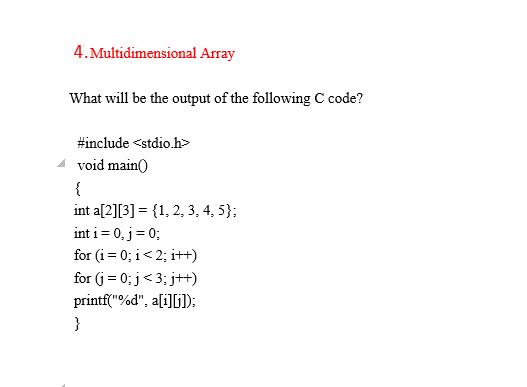 4.Multidimensional Array
What will be the output of the following C code?
#include <stdio.h>
void main()
{
int a[2][3] = {1, 2, 3, 4, 5};
int i = 0, j = 0;
for (i = 0; i < 2; i++)
for (j = 0; j < 3; j++)
printf("%d", a[i][j]);
}